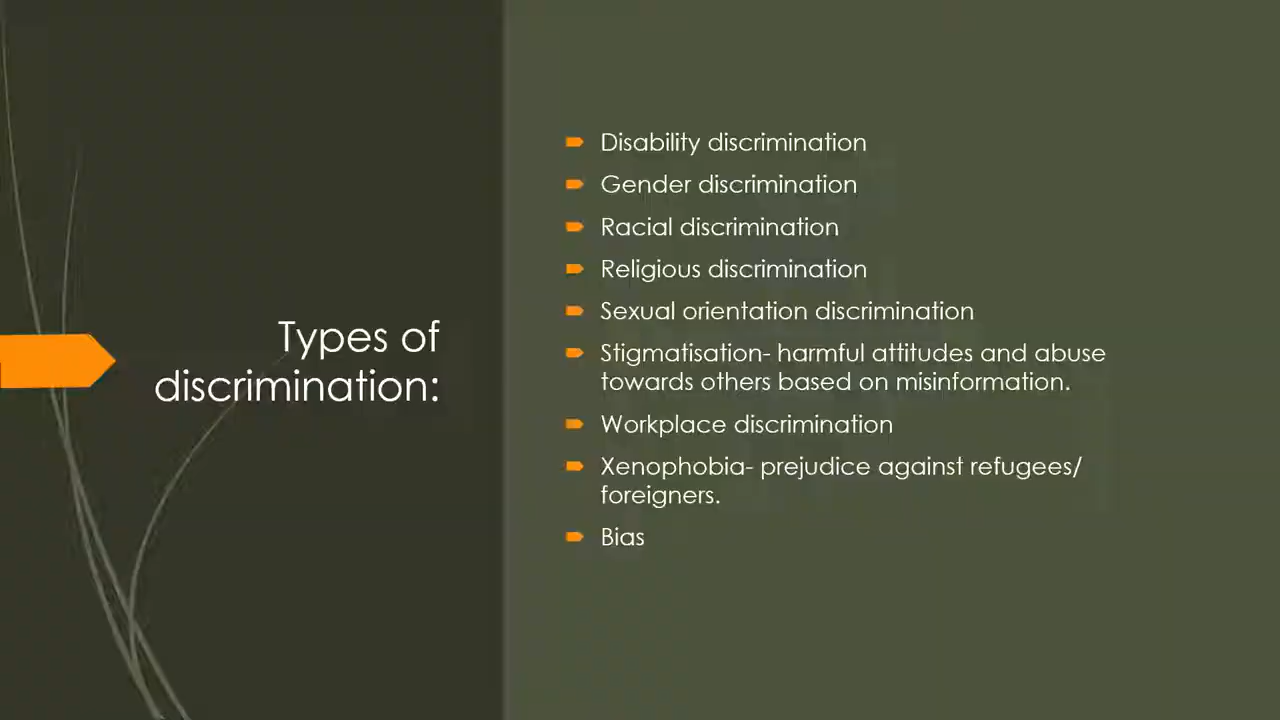 Types of
discrimination:
Disability discrimination
Gender discrimination
Racial discrimination
Religious discrimination
Sexual orientation discrimination
Stigmatisation- harmful attitudes and abuse
towards others based on misinformation.
Workplace discrimination
Xenophobia- prejudice against refugees/
foreigners.
Bias